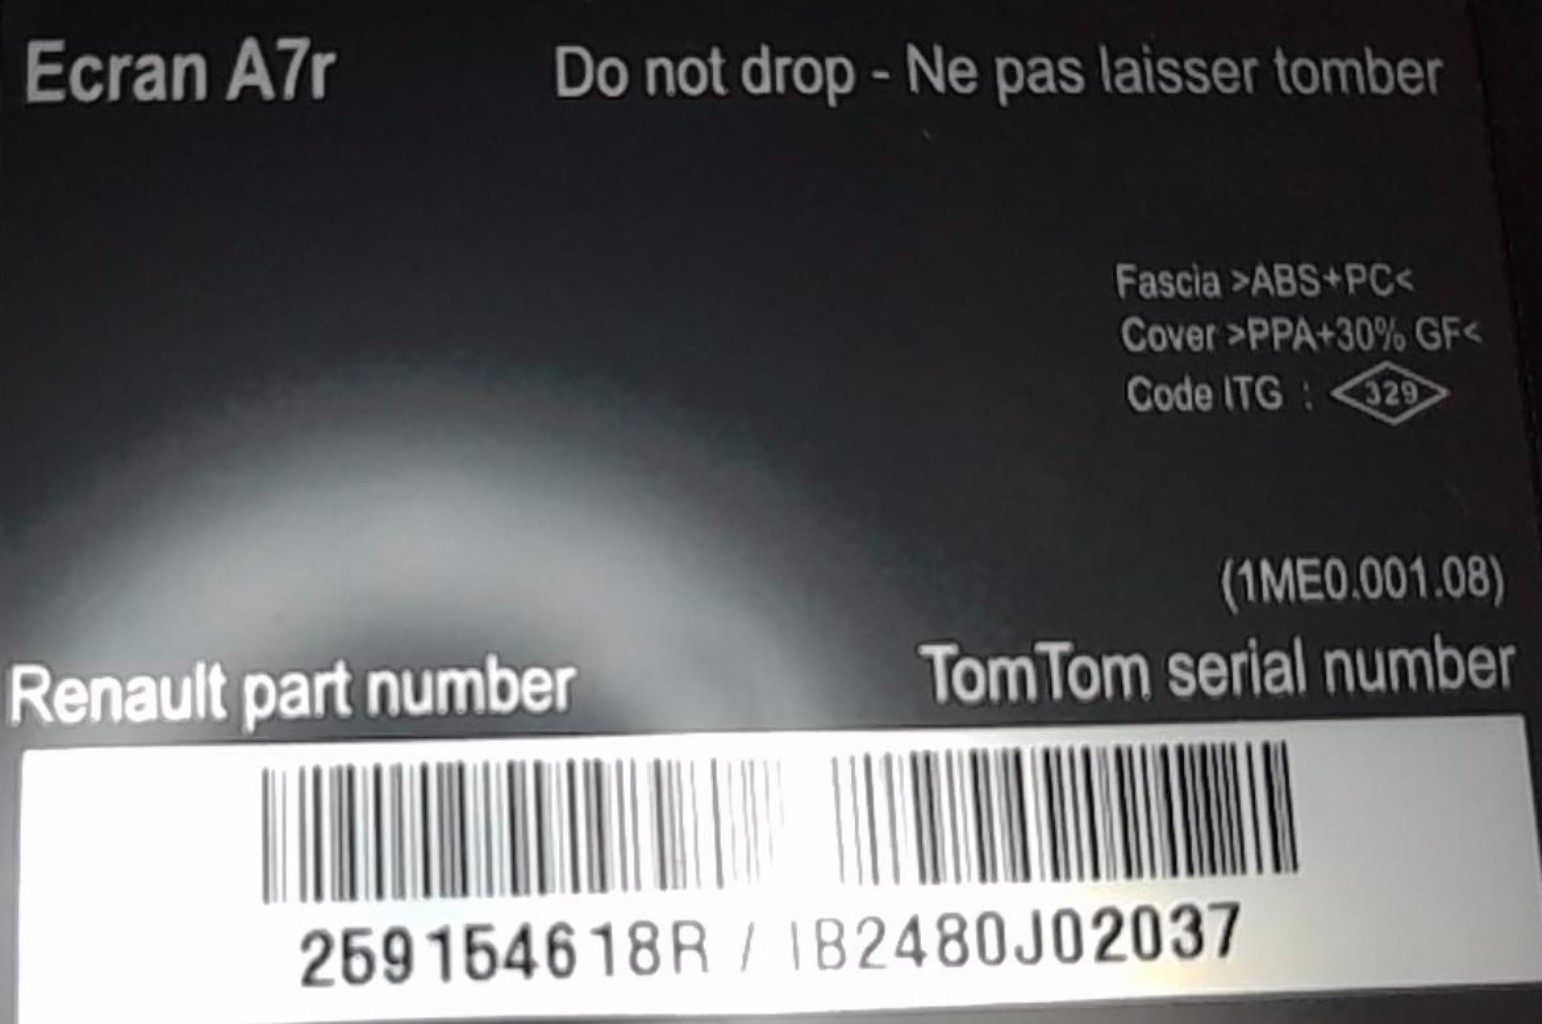 Ecran A7r
Do not drop - Ne pas laisser tomber
Fascia >ABS+PC<
Cover >PPA+30% GF<
Code ITG : 329
(1ME0.001.08)
Renault part number
TomTom serial number
259154618R / IB2480J02037